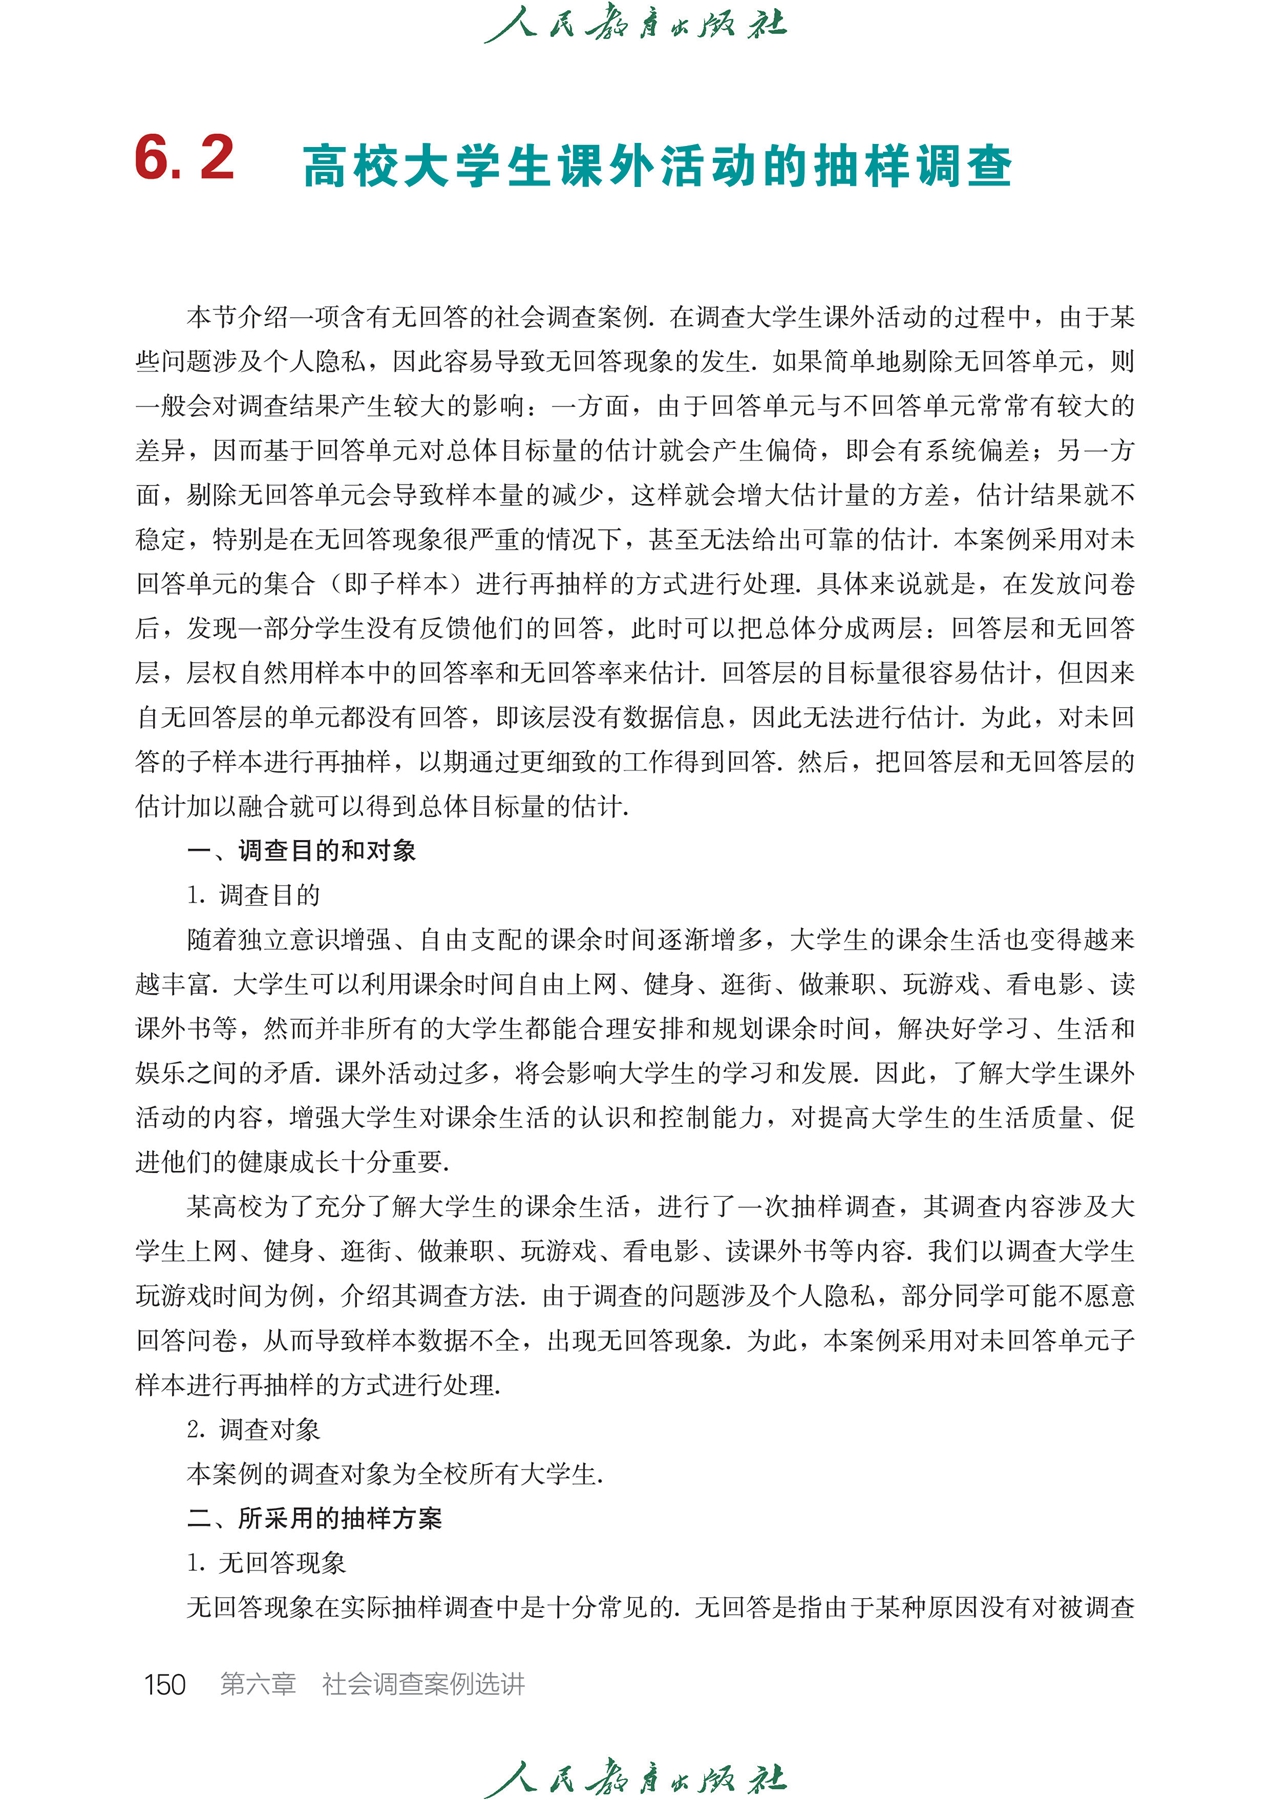 人民教育出版社
6.2 高校大学生课外活动的抽样调查
本节介绍一项含有无回答的社会调查案例. 在调查大学生课外活动的过程中，由于某
些问题涉及个人隐私，因此容易导致无回答现象的发生. 如果简单地剔除无回答单元，则
一般会对调查结果产生较大的影响：一方面，由于回答单元与不回答单元常常有较大的
差异，因而基于回答单元对总体目标量的估计就会产生偏倚，即会有系统偏差；另一方
面，剔除无回答单元会导致样本量的减少，这样就会增大估计量的方差，估计结果就不
稳定，特别是在无回答现象很严重的情况下，甚至无法给出可靠的估计. 本案例采用对未
回答单元的集合（即子样本）进行再抽样的方式进行处理. 具体来说就是，在发放问卷
后，发现一部分学生没有反馈他们的回答，此时可以把总体分成两层：回答层和无回答
层，层权自然用样本中的回答率和无回答率来估计. 回答层的目标量很容易估计，但因来
自无回答层的单元都没有回答，即该层没有数据信息，因此无法进行估计. 为此，对未回
答的子样本进行再抽样，以期通过更细致的工作得到回答. 然后，把回答层和无回答层的
估计加以融合就可以得到总体目标量的估计.
一、调查目的和对象
1. 调查目的
随着独立意识增强、自由支配的课余时间逐渐增多，大学生的课余生活也变得越来
越丰富. 大学生可以利用课余时间自由上网、健身、逛街、做兼职、玩游戏、看电影、读
课外书等，然而并非所有的大学生都能合理安排和规划课余时间，解决好学习、生活和
娱乐之间的矛盾. 课外活动过多，将会影响大学生的学习和发展. 因此，了解大学生课外
活动的内容，增强大学生对课余生活的认识和控制能力，对提高大学生的生活质量、促
进他们的健康成长十分重要.
某高校为了充分了解大学生的课余生活，进行了一次抽样调查，其调查内容涉及大
学生上网、健身、逛街、做兼职、玩游戏、看电影、读课外书等内容. 我们以调查大学生
玩游戏时间为例，介绍其调查方法. 由于调查的问题涉及个人隐私，部分同学可能不愿意
回答问卷，从而导致样本数据不全，出现无回答现象. 为此，本案例采用对未回答单元子
样本进行再抽样的方式进行处理.
2. 调查对象
本案例的调查对象为全校所有大学生.
二、所采用的抽样方案
1. 无回答现象
无回答现象在实际抽样调查中是十分常见的. 无回答是指由于某种原因没有对被调查
150 第六章 社会调查案例选讲
人民教育出版社